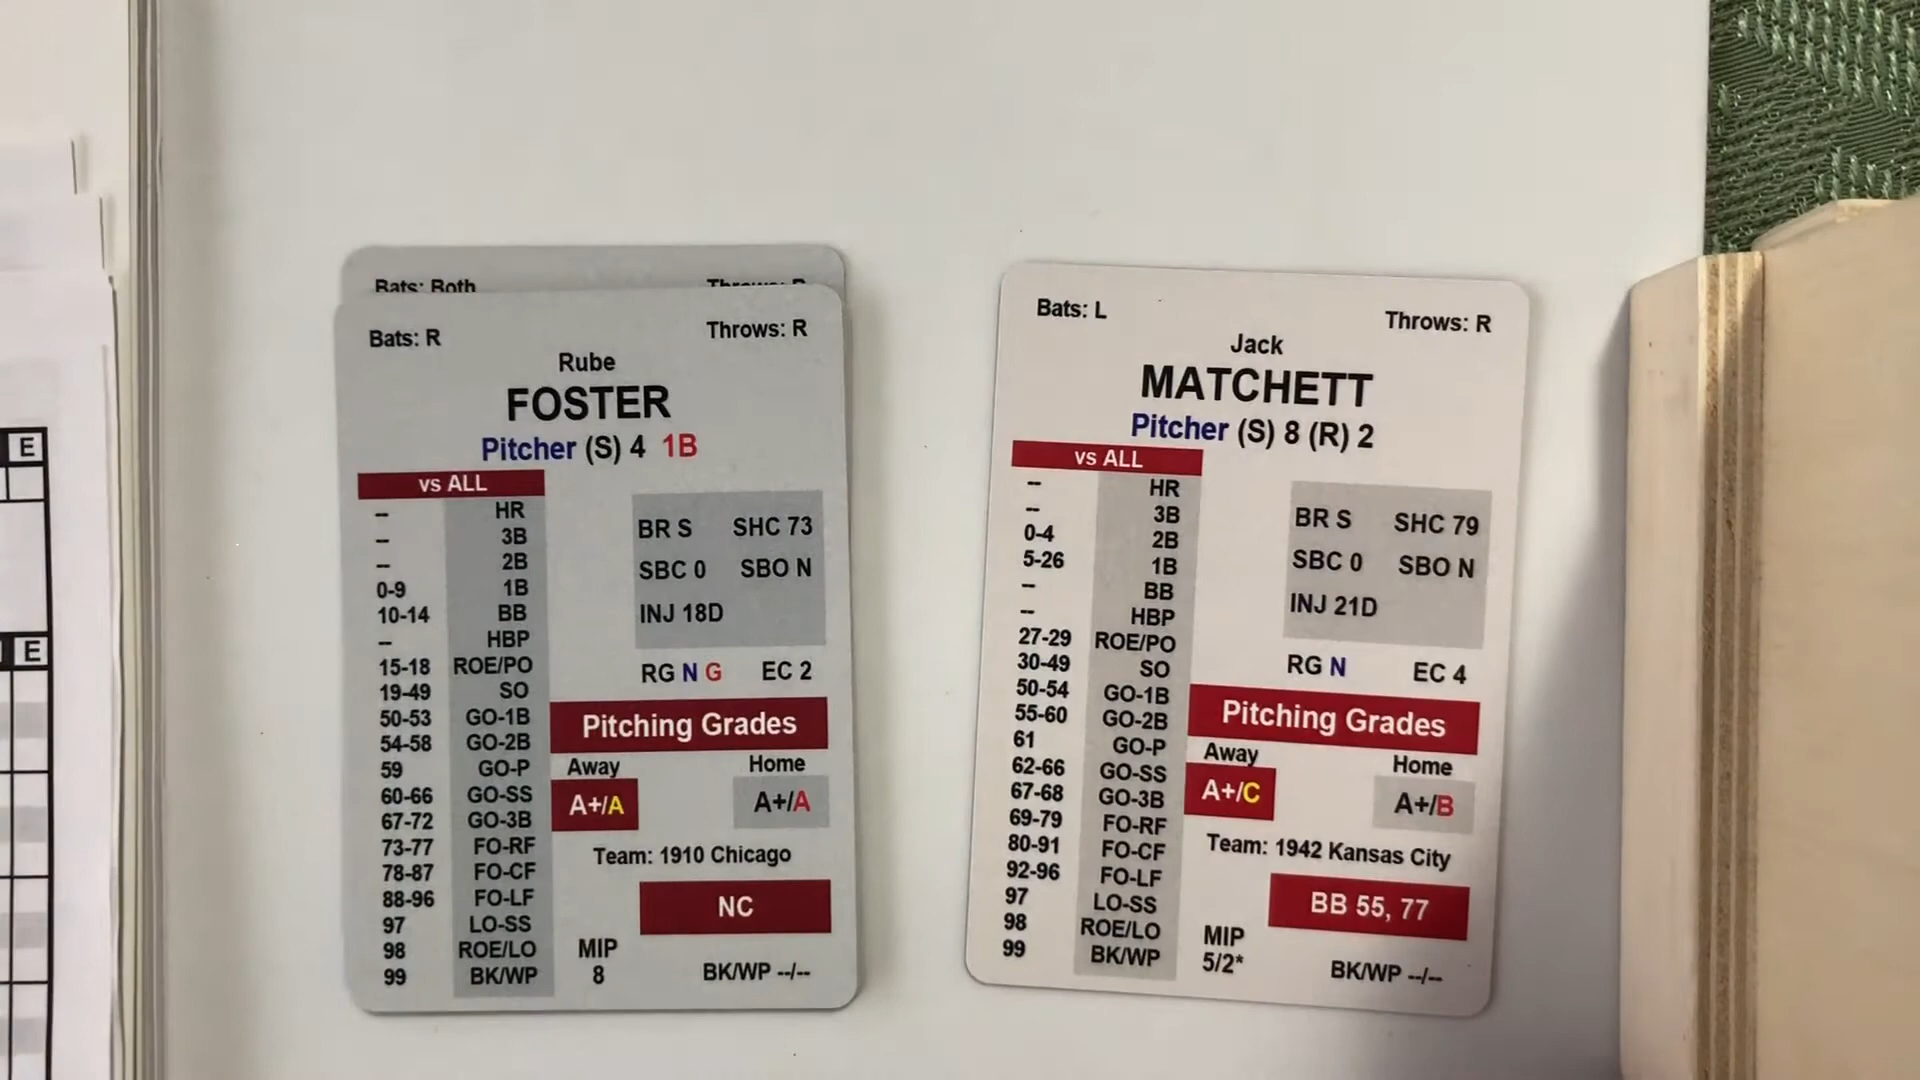 E
E
Bats: Both
Throws: R
Bats: R
Throws: R
Rube
FOSTER
Pitcher (S) 4 1B
vs ALL
-- HR
-- 3B
-- 2B
0-9 1B
10-14 BB
-- HBP
15-18 ROE/PO
19-49 SO
50-53 GO-1B
54-58 GO-2B
59 GO-P
60-66 GO-SS
67-72 GO-3B
73-77 FO-RF
78-87 FO-CF
88-96 FO-LF
97 LO-SS
98 ROE/LO
99 BK/WP
BR S SHC 73
SBC 0 SBO N
INJ 18D
RG N G EC 2
Pitching Grades
Away Home
A+/A A+/A
Team: 1910 Chicago
NC
MIP
8
BK/WP --/--
Bats: L
Throws: R
Jack
MATCHETT
Pitcher (S) 8 (R) 2
vs ALL
-- HR
-- 3B
0-4 2B
5-26 1B
-- BB
-- HBP
27-29 ROE/PO
30-49 SO
50-54 GO-1B
55-60 GO-2B
61 GO-P
62-66 GO-SS
67-68 GO-3B
69-79 FO-RF
80-91 FO-CF
92-96 FO-LF
97 LO-SS
98 ROE/LO
99 BK/WP
BR S SHC 79
SBC 0 SBO N
INJ 21D
RG N EC 4
Pitching Grades
Away Home
A+/C A+/B
Team: 1942 Kansas City
BB 55, 77
MIP
5/2*
BK/WP --/--